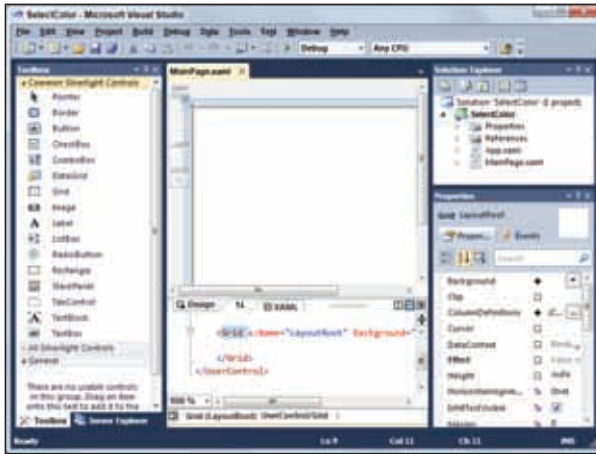 SelectColor - Microsoft Visual Studio
File Edit View Project Build Debug Data Tools Test Window Help
Debug Any CPU
Toolbox
Common Silverlight Controls
Pointer
Border
Button
CheckBox
ComboBox
DataGrid
Grid
Image
Label
ListBox
RadioButton
Rectangle
StackPanel
TabControl
TextBlock
TextBox
All Silverlight Controls
General
There are no usable controls
in this group. Drag an item
onto this text to add it to the
Toolbox Server Explorer
MainPage.xaml
Design XAML
<Grid x:Name="LayoutRoot" Background="
</Grid>
</UserControl>
100 %
Grid (LayoutRoot) UserControl/Grid
Solution Explorer
Solution 'SelectColor' (1 project)
SelectColor
Properties
References
App.xaml
MainPage.xaml
Properties
Grid LayoutRoot
Proper... Events
Search
Background
Clip
ColumnDefinitions
Cursor
DataContext
Effect
Height Auto
HorizontalAlignme...
IsHitTestVisible
Ready Ln 9 Col 11 Ch 11 INS